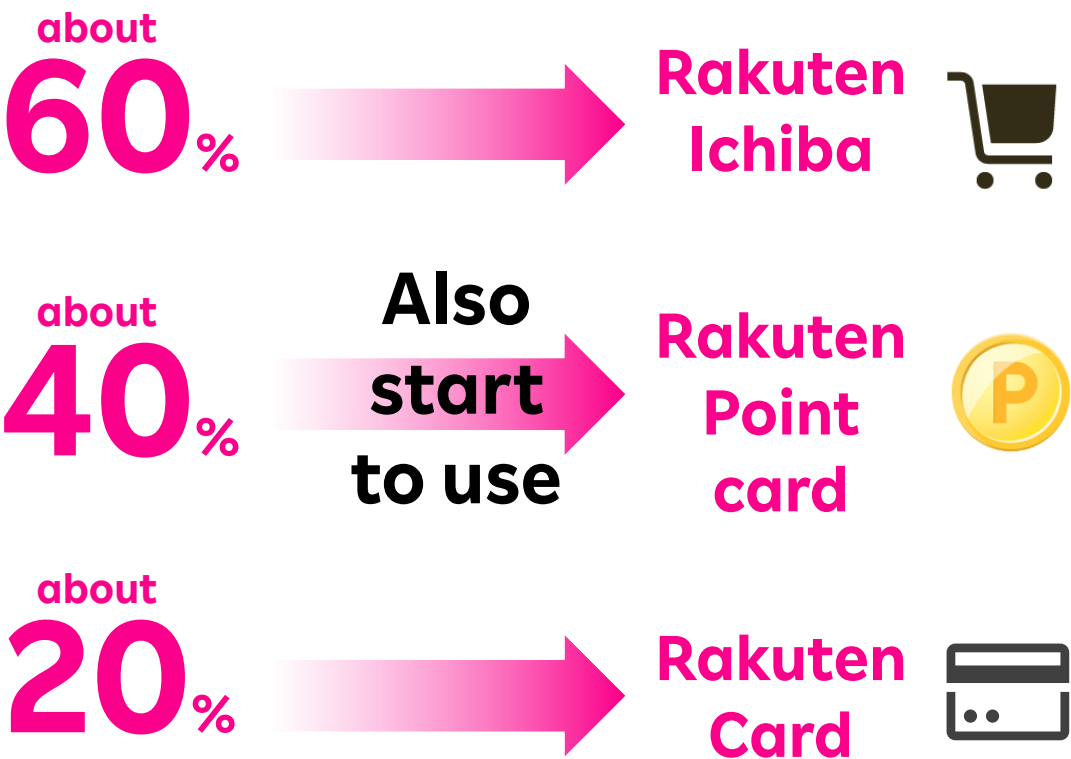 about
60%
Rakuten
Ichiba
Also
start
to use
about
40%
Rakuten
Point
card
P
about
20%
Rakuten
Card